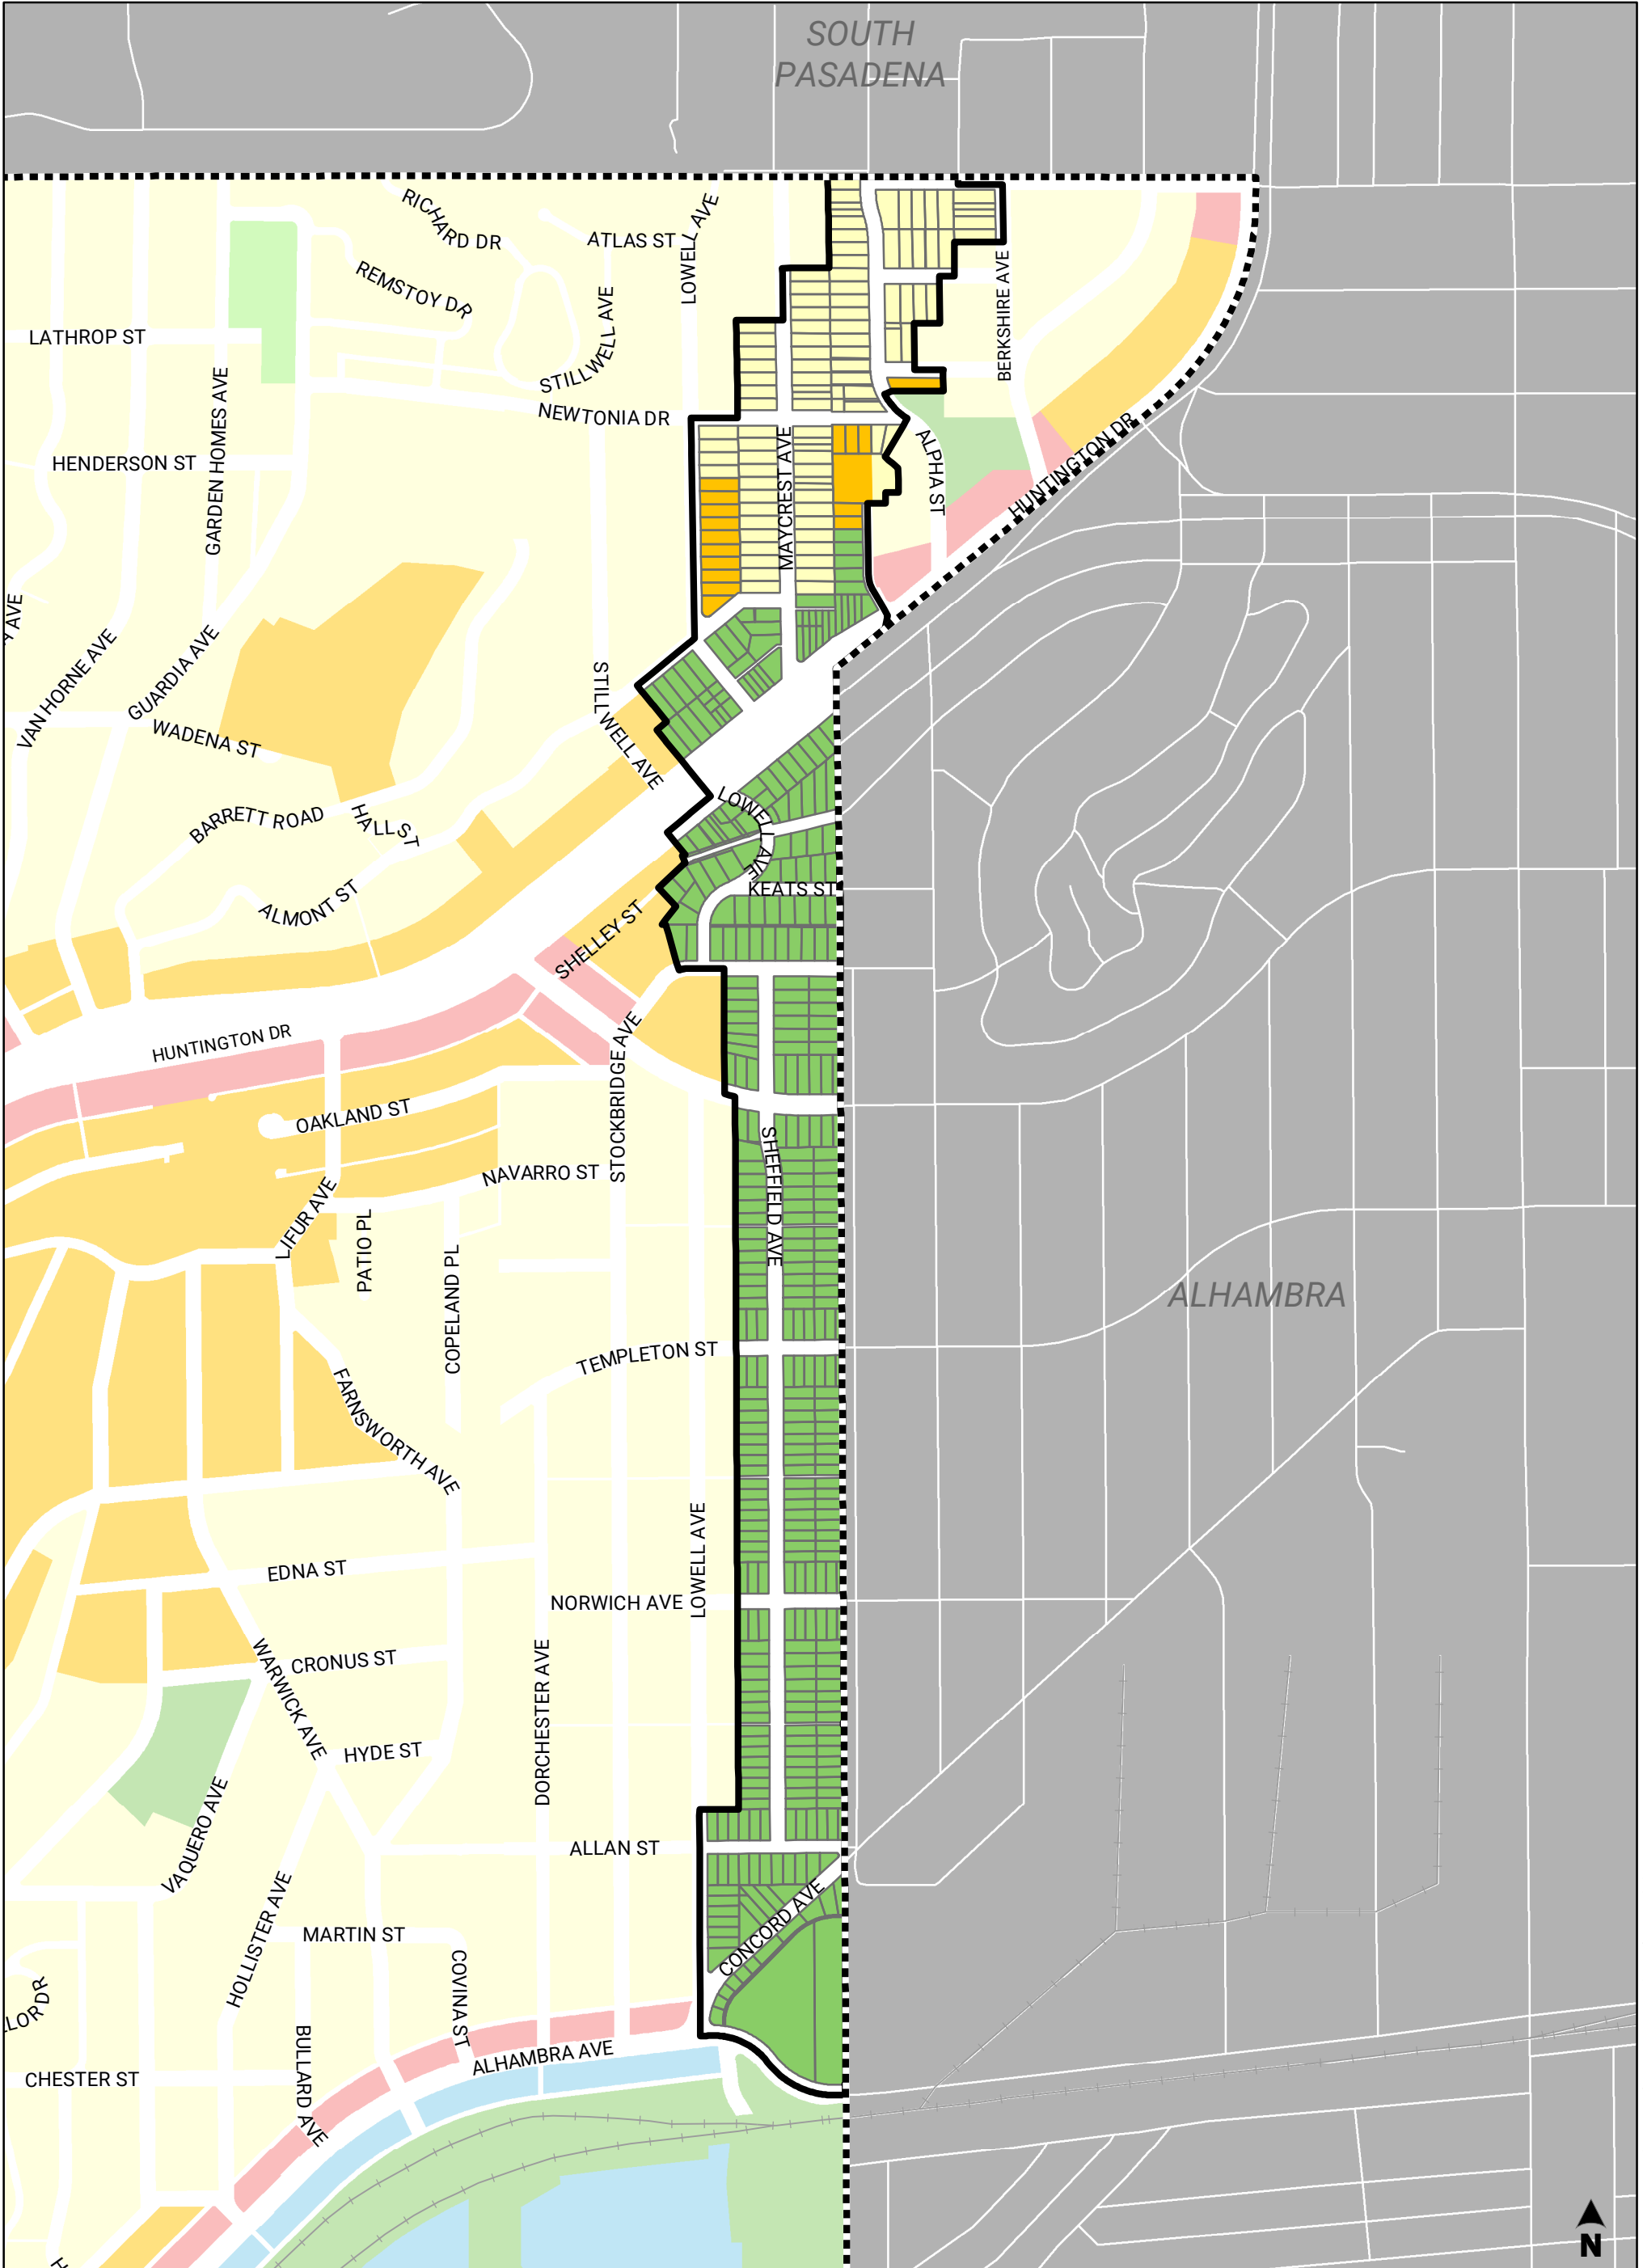 SOUTH
PASADENA
RICHARD DR
ATLAS ST
LOWELL AVE
REMSTOY DR
BERKSHIRE AVE
LATHROP ST
STILLWELL AVE
NEWTONIA DR
GARDEN HOMES AVE
HENDERSON ST
MAYCREST AVE
ALPHA ST
HUNTINGTON DR
AVE
VAN HORNE AVE
GUARDIA AVE
WADENA ST
STILLWELL AVE
BARRETT ROAD
HALL ST
LOWELL AVE
KEATS ST
ALMONT ST
SHELLEY ST
HUNTINGTON DR
STOCKBRIDGE AVE
OAKLAND ST
NAVARRO ST
SHEFFIELD AVE
LIFUR AVE
PATIO PL
COPELAND PL
ALHAMBRA
TEMPLETON ST
FARNSWORTH AVE
EDNA ST
NORWICH AVE
LOWELL AVE
CRONUS ST
WARWICK AVE
DORCHESTER AVE
HYDE ST
VAQUERO AVE
ALLAN ST
CONCORD AVE
HOLLISTER AVE
MARTIN ST
COVINA ST
LOR DR
BULLARD AVE
ALHAMBRA AVE
CHESTER ST
N